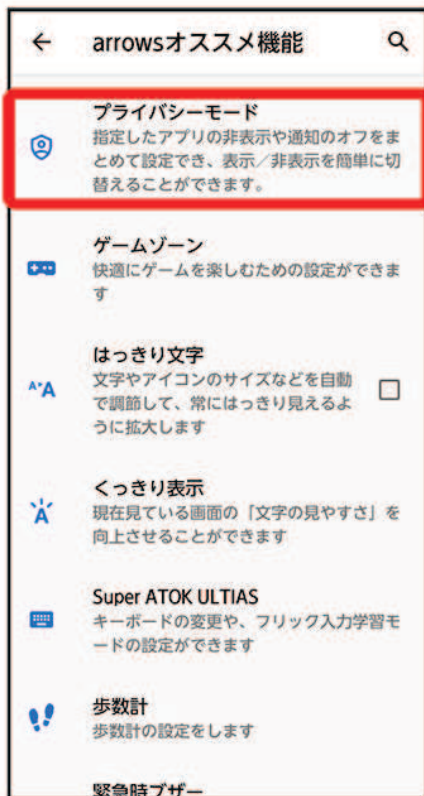 arrowsオススメ機能
プライバシーモード
指定したアプリの非表示や通知のオフをま
とめて設定でき、表示／非表示を簡単に切
替えることができます。
ゲームゾーン
快適にゲームを楽しむための設定ができま
す
はっきり文字
文字やアイコンのサイズなどを自動
で調節して、常にはっきり見えるよ
うに拡大します
くっきり表示
現在見ている画面の「文字の見やすさ」を
向上させることができます
Super ATOK ULTIAS
キーボードの変更や、フリック入力学習モ
ードの設定ができます
歩数計
歩数計の設定をします
緊急時ブザー